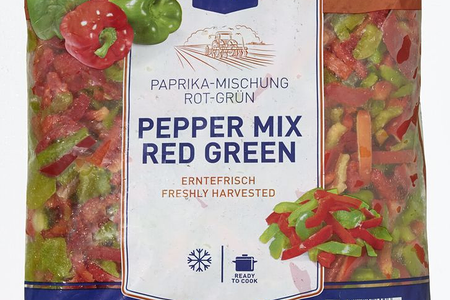 PAPRIKA-MISCHUNG
ROT-GRÜN
PEPPER MIX
RED GREEN
ERNTEFRISCH
FRESHLY HARVESTED
READY
TO COOK